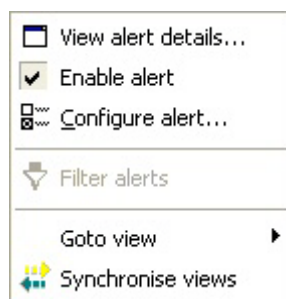 View alert details...
Enable alert
Configure alert...
Filter alerts
Goto view
Synchronise views